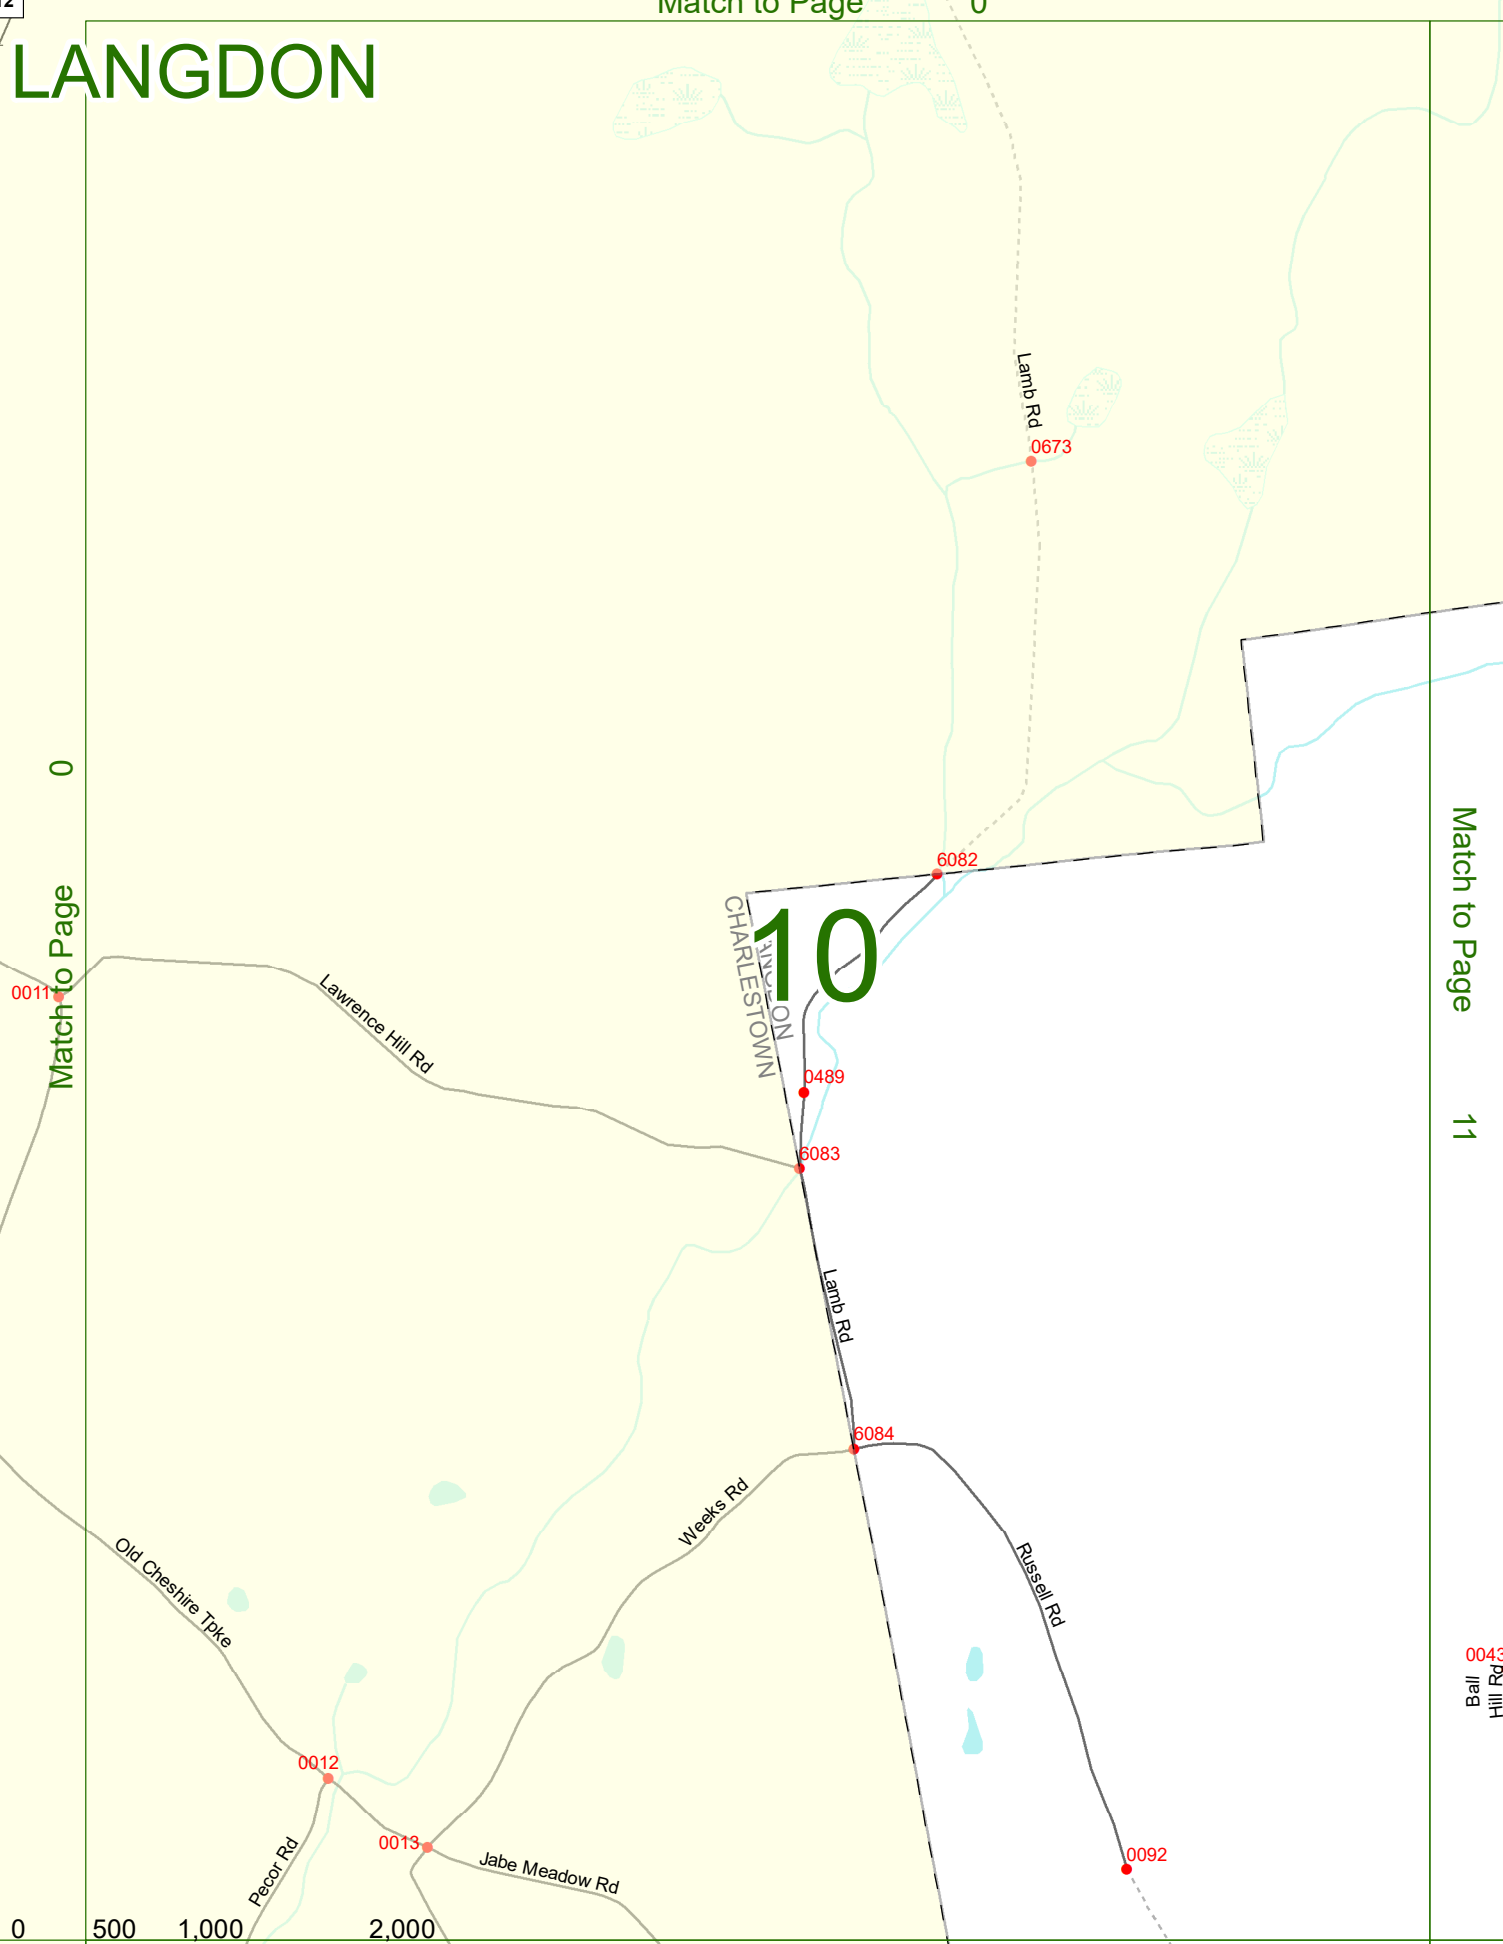 12
Match to Page 0
LANGDON
Lamb Rd
0673
0
Match to Page
6082
CHARLESTOWN
10
Match to Page
11
0011
Lawrence Hill Rd
0489
6083
Lamb Rd
6084
Weeks Rd
Old Cheshire Tpke
Russell Rd
0043
Ball
Hill Rd
0012
0013
Pecor Rd
Jabe Meadow Rd
0092
0 500 1,000 2,000